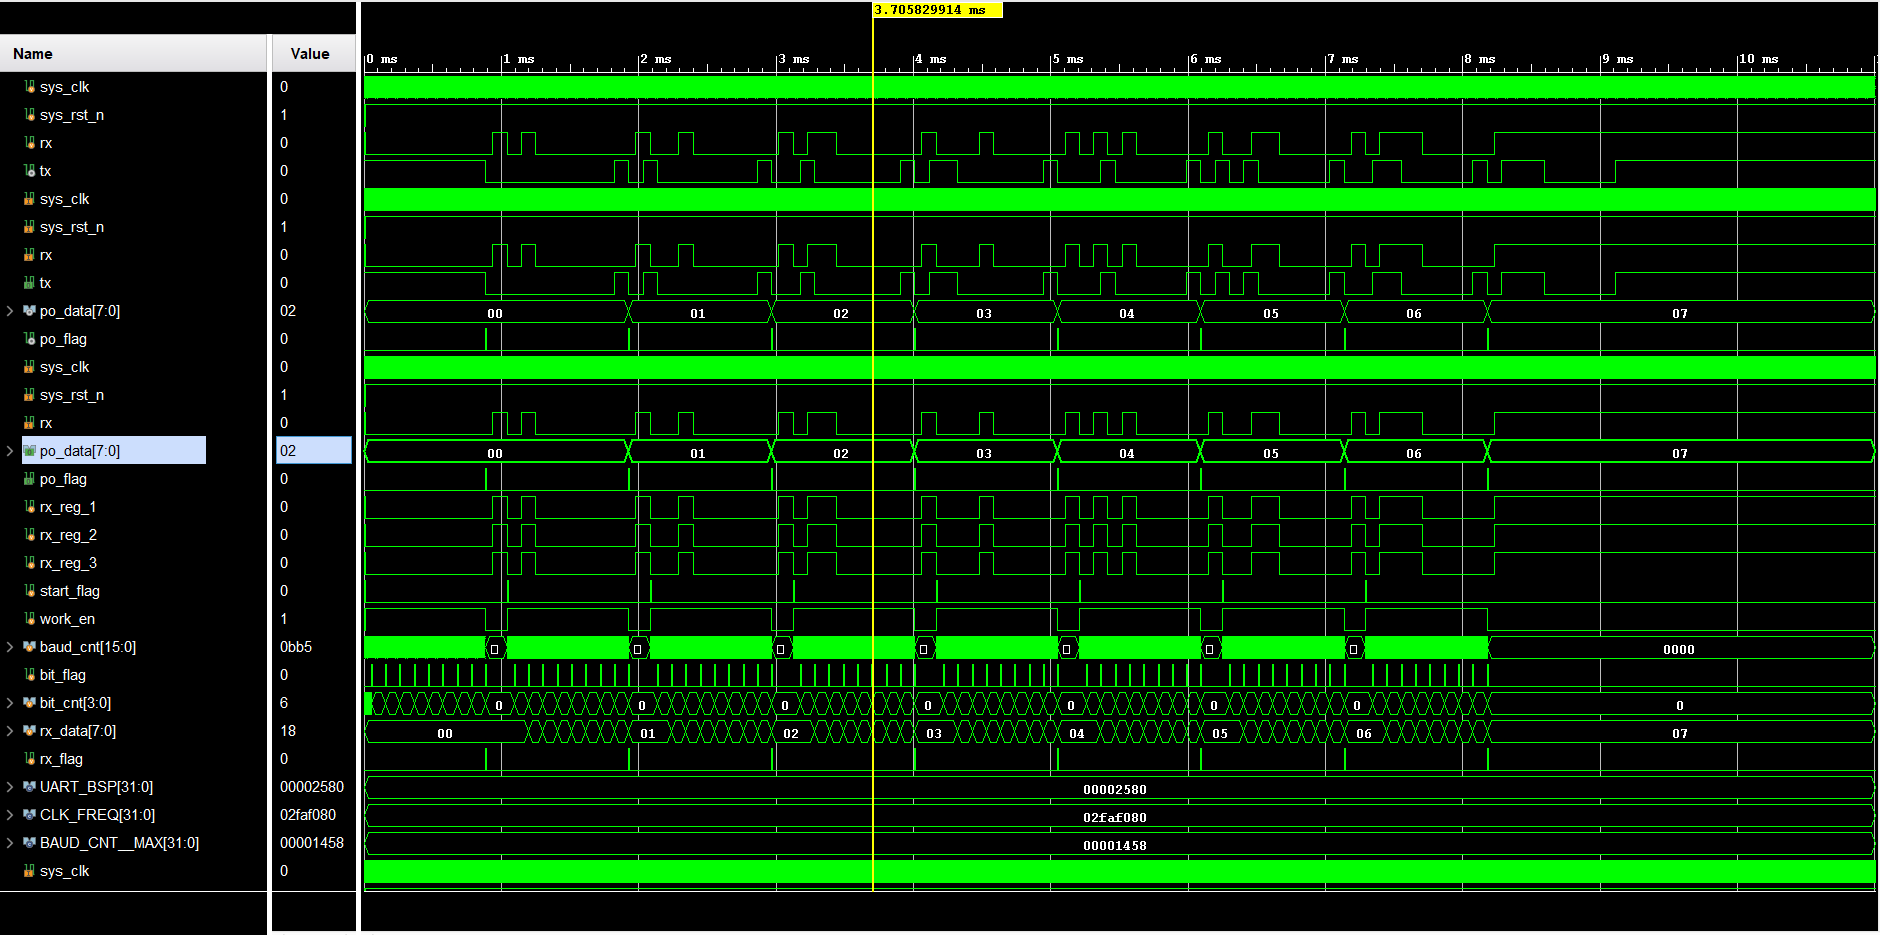 3.705829914 ms
Name Value
0 ms 1 ms 2 ms 3 ms 4 ms 5 ms 6 ms 7 ms 8 ms 9 ms 10 ms
sys_clk 0
sys_rst_n 1
rx 0
tx 0
sys_clk 0
sys_rst_n 1
rx 0
tx 0
po_data[7:0] 02 00 01 02 03 04 05 06 07
po_flag 0
sys_clk 0
sys_rst_n 1
rx 0
po_data[7:0] 02 00 01 02 03 04 05 06 07
po_flag 0
rx_reg_1 0
rx_reg_2 0
rx_reg_3 0
start_flag 0
work_en 1
baud_cnt[15:0] 0bb5 0000
bit_flag 0
bit_cnt[3:0] 6 0 0 0 0 0 0 0 0
rx_data[7:0] 18 00 01 02 03 04 05 06 07
rx_flag 0
UART_BSP[31:0] 00002580 00002580
CLK_FREQ[31:0] 02faf080 02faf080
BAUD_CNT__MAX[31:0] 00001458 00001458
sys_clk 0